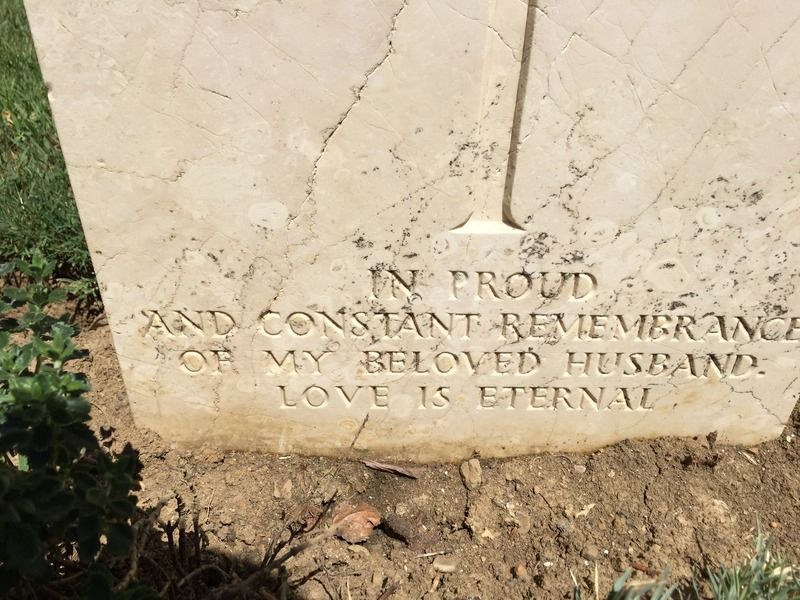 IN PROUD
AND CONSTANT REMEMBRANCE
OF MY BELOVED HUSBAND.
LOVE IS ETERNAL